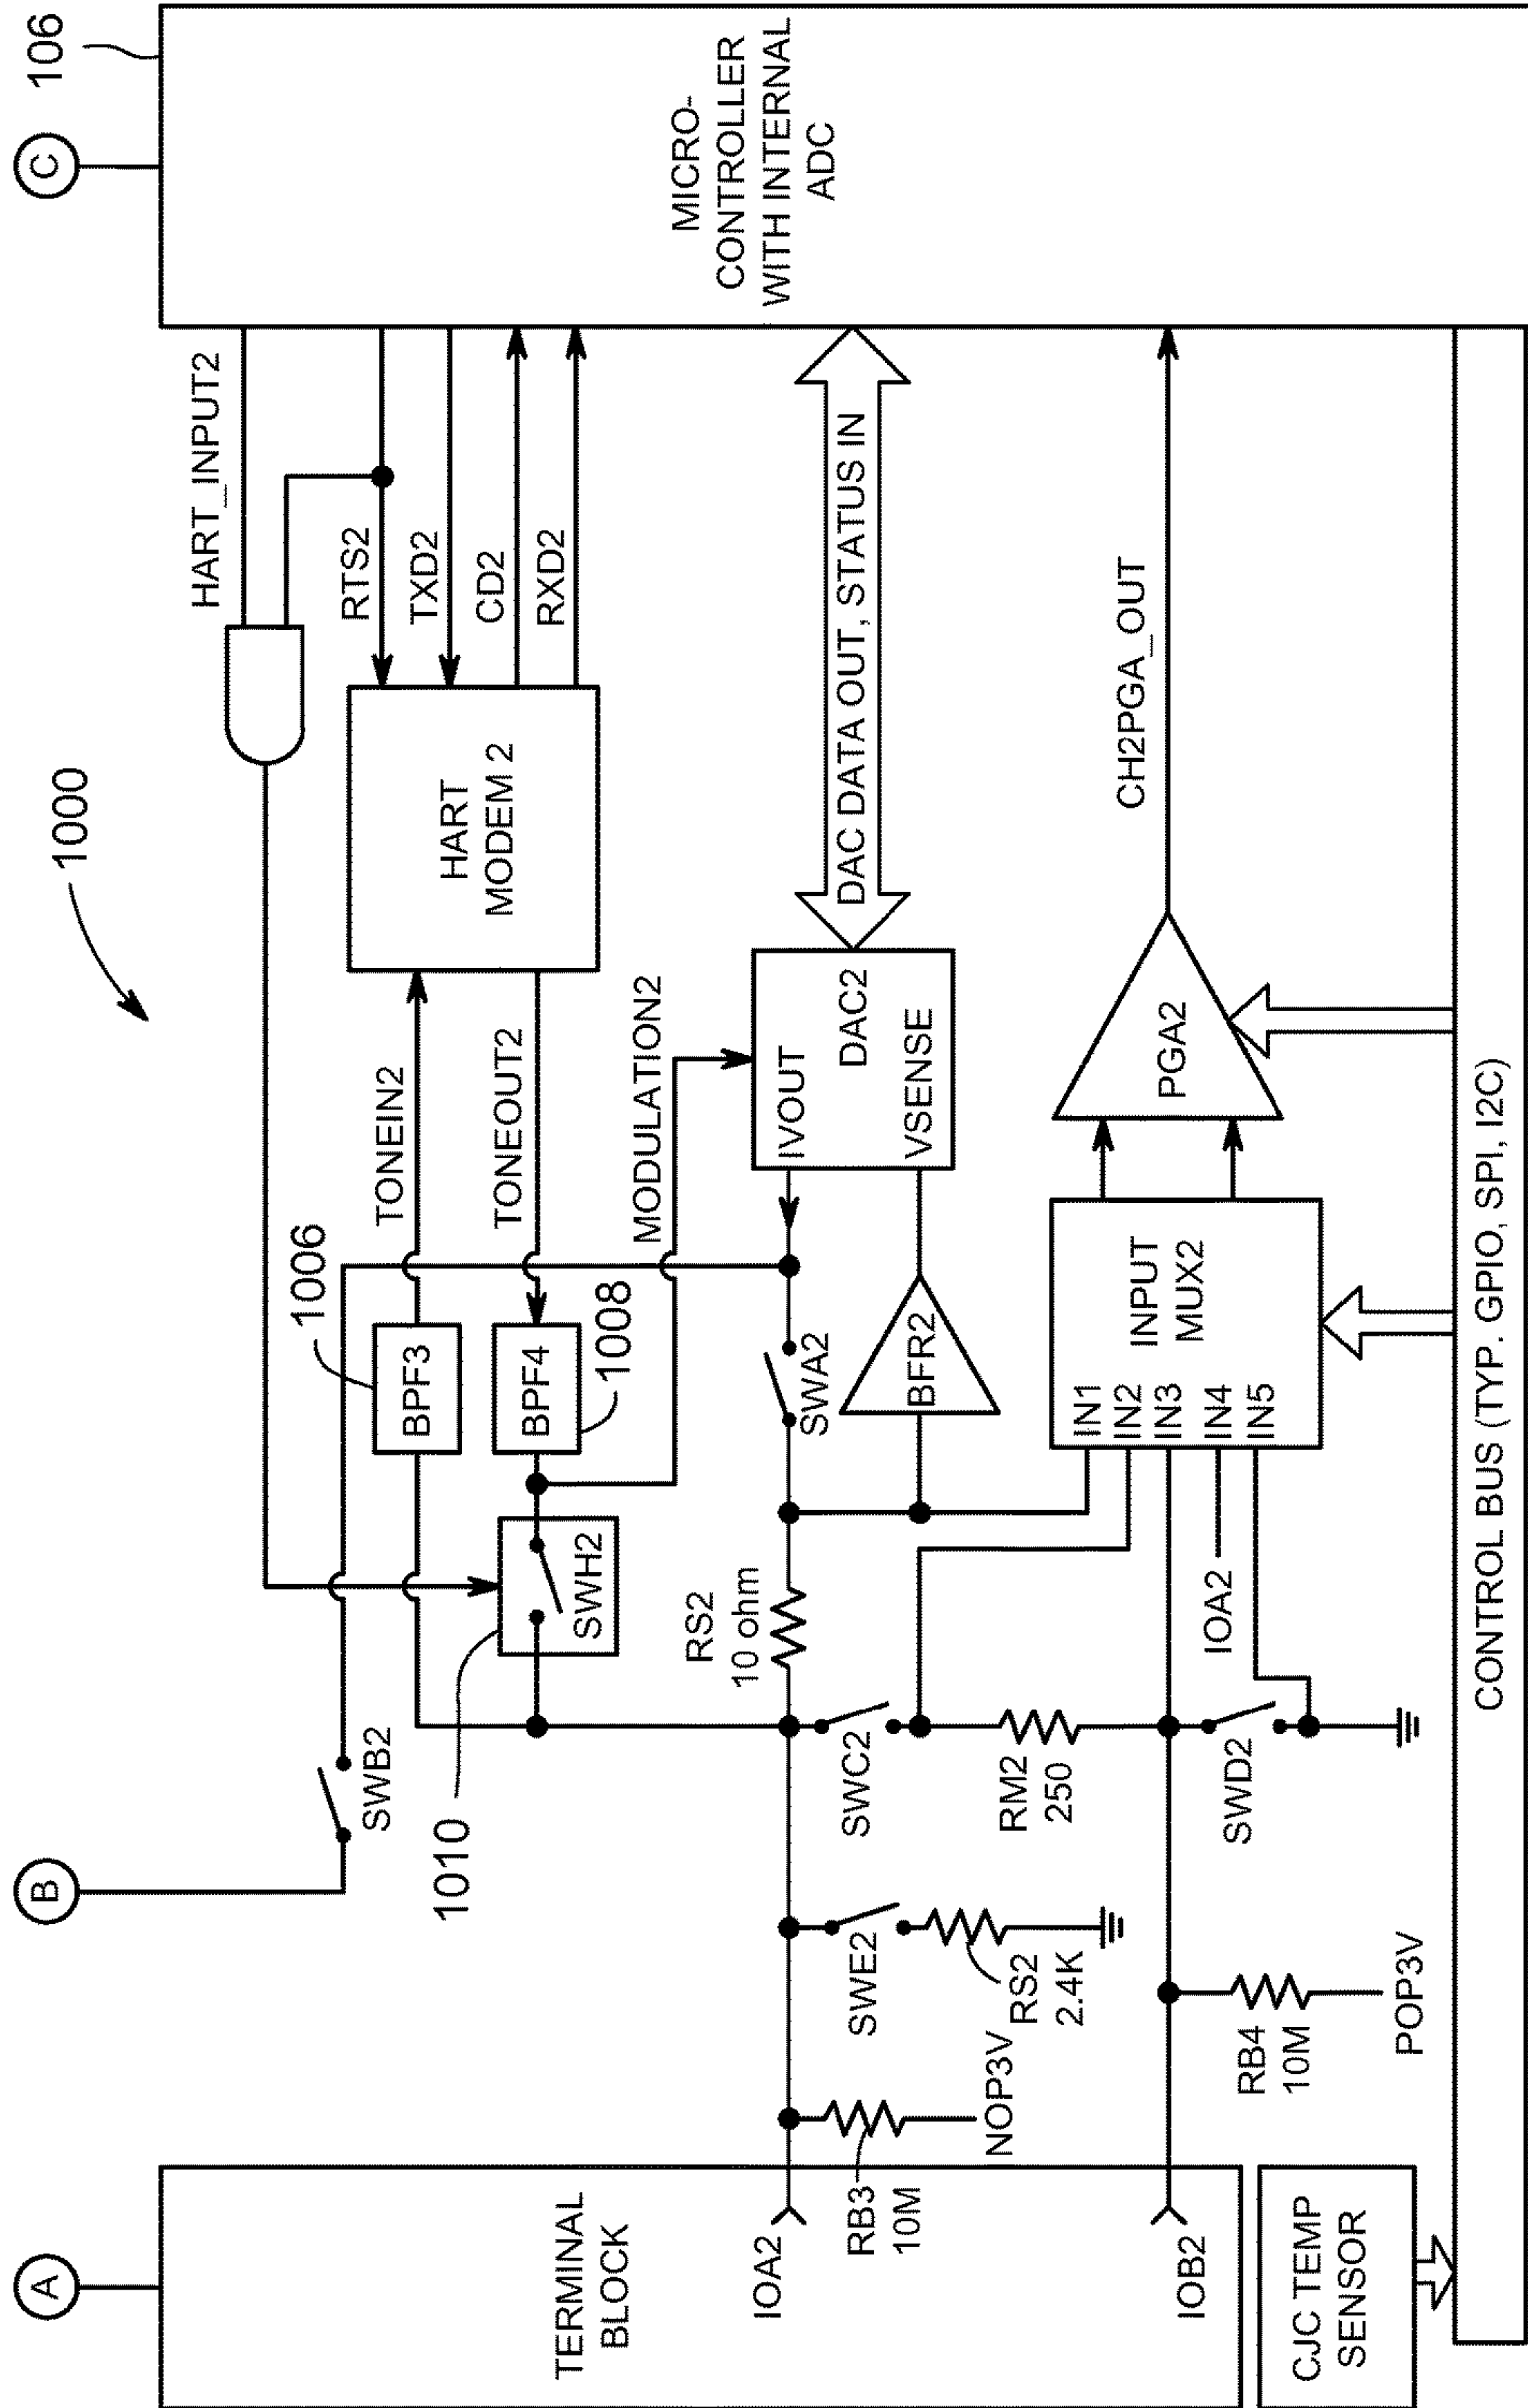 A
B
C
106
1000
TERMINAL
BLOCK
IOA2
IOB2
CJC TEMP
SENSOR
RB3
10M
NOP3V
RB4
10M
POP3V
SWE2
RS2
2.4K
SWB2
1010
SWC2
RM2
250
SWD2
RS2
10 ohm
SWH2
1006
BPF3
BPF4
1008
SWA2
BFR2
IOA2
IN1
IN2
IN3
IN4
IN5
INPUT
MUX2
PGA2
CH2PGA_OUT
TONEIN2
TONEOUT2
MODULATION2
IVOUT
DAC2
VSENSE
DAC DATA OUT, STATUS IN
HART
MODEM 2
HART_INPUT2
RTS2
TXD2
CD2
RXD2
MICRO-
CONTROLLER
WITH INTERNAL
ADC
CONTROL BUS (TYP. GPIO, SPI, I2C)